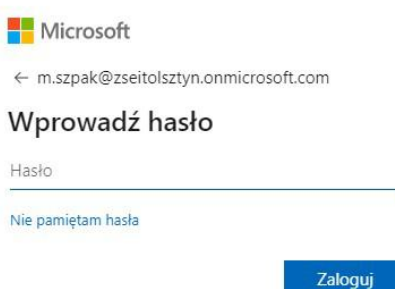 Microsoft
← m.szpak@zseitolsztyn.onmicrosoft.com
Wprowadź hasło
Hasło
Nie pamiętam hasła
Zaloguj